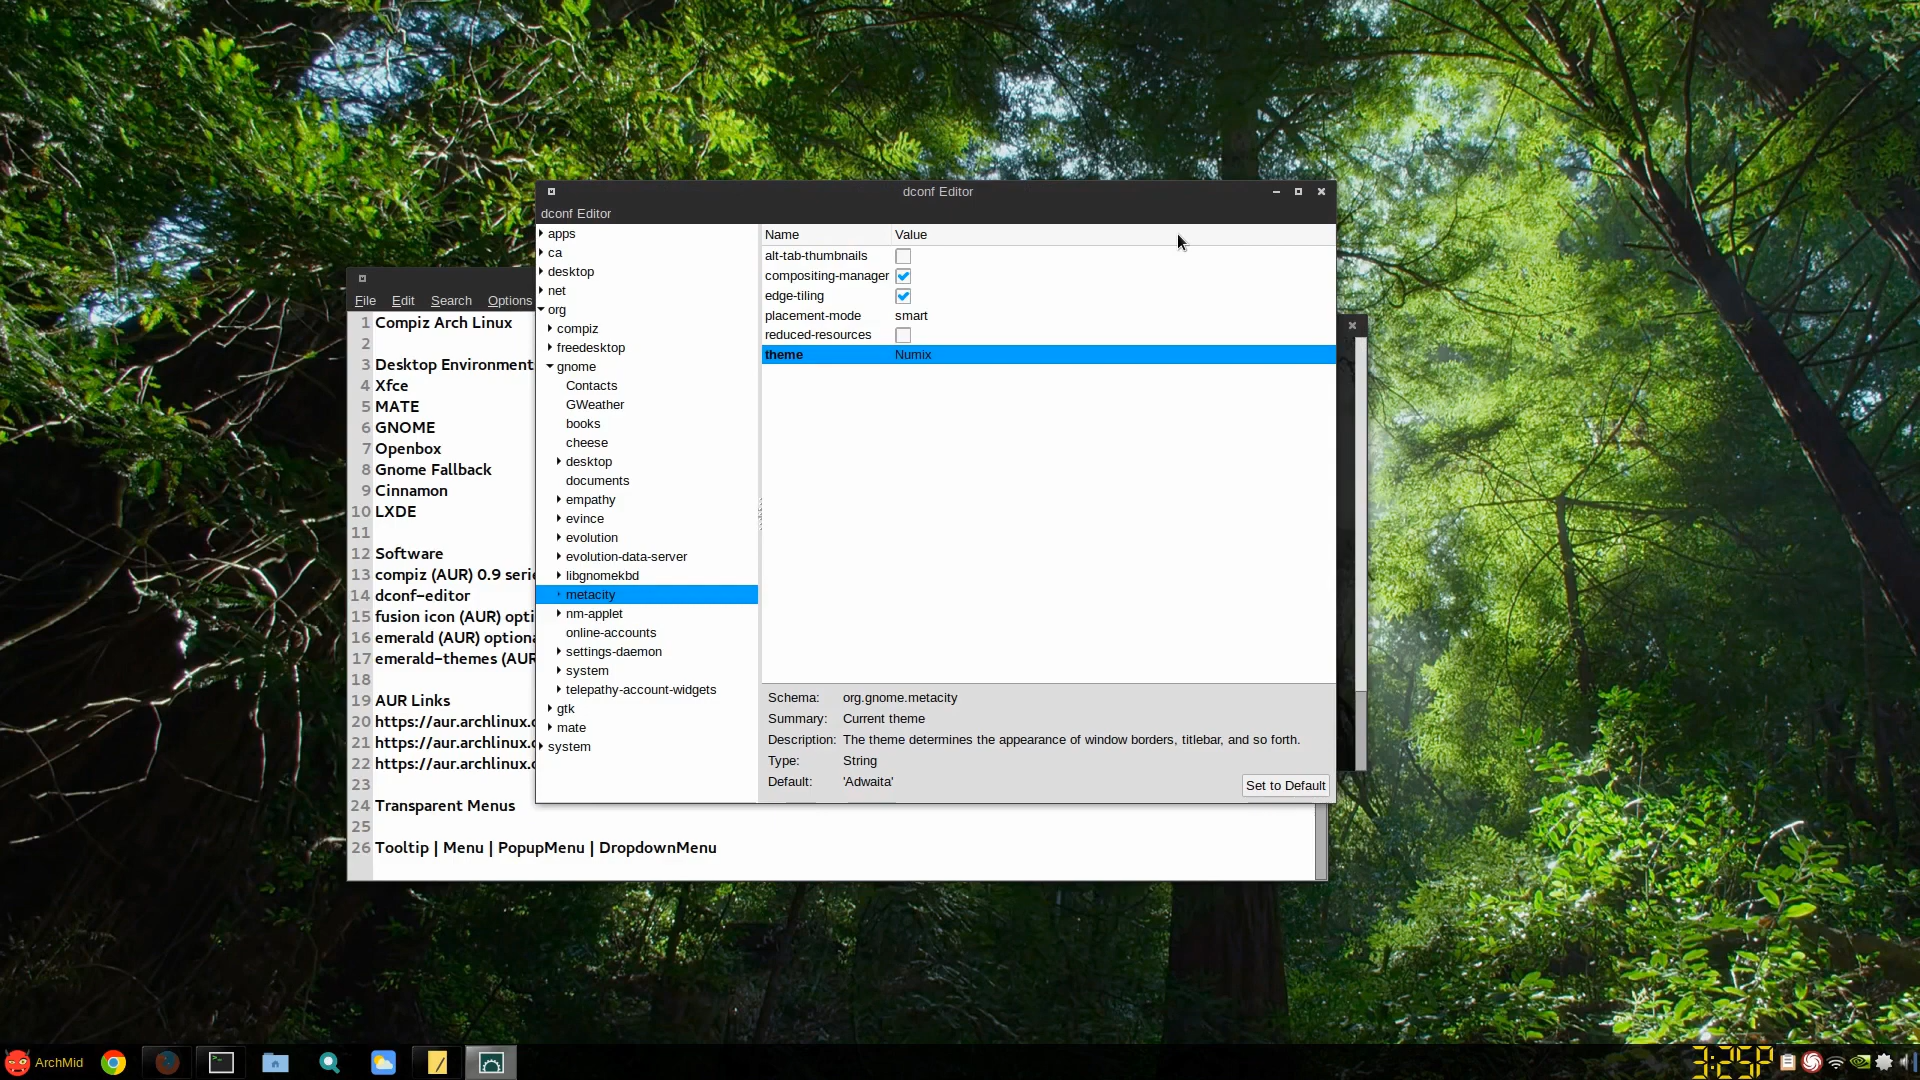 dconf Editor
dconf Editor
apps
ca
desktop
net
org
compiz
freedesktop
gnome
Contacts
GWeather
books
cheese
desktop
documents
empathy
evince
evolution
evolution-data-server
libgnomekbd
metacity
nm-applet
online-accounts
settings-daemon
system
telepathy-account-widgets
gtk
mate
system
Name Value
alt-tab-thumbnails
compositing-manager
edge-tiling
placement-mode smart
reduced-resources
theme Numix
Schema: org.gnome.metacity
Summary: Current theme
Description: The theme determines the appearance of window borders, titlebar, and so forth.
Type: String
Default: 'Adwaita'
Set to Default
File Edit Search Options
1 Compiz Arch Linux
2
3 Desktop Environment
4 Xfce
5 MATE
6 GNOME
7 Openbox
8 Gnome Fallback
9 Cinnamon
10 LXDE
11
12 Software
13 compiz (AUR) 0.9 serie
14 dconf-editor
15 fusion icon (AUR) opti
16 emerald (AUR) optiona
17 emerald-themes (AUR
18
19 AUR Links
20 https://aur.archlinux.
21 https://aur.archlinux.
22 https://aur.archlinux.
23
24 Transparent Menus
25
26 Tooltip | Menu | PopupMenu | DropdownMenu
ArchMid
3:25P